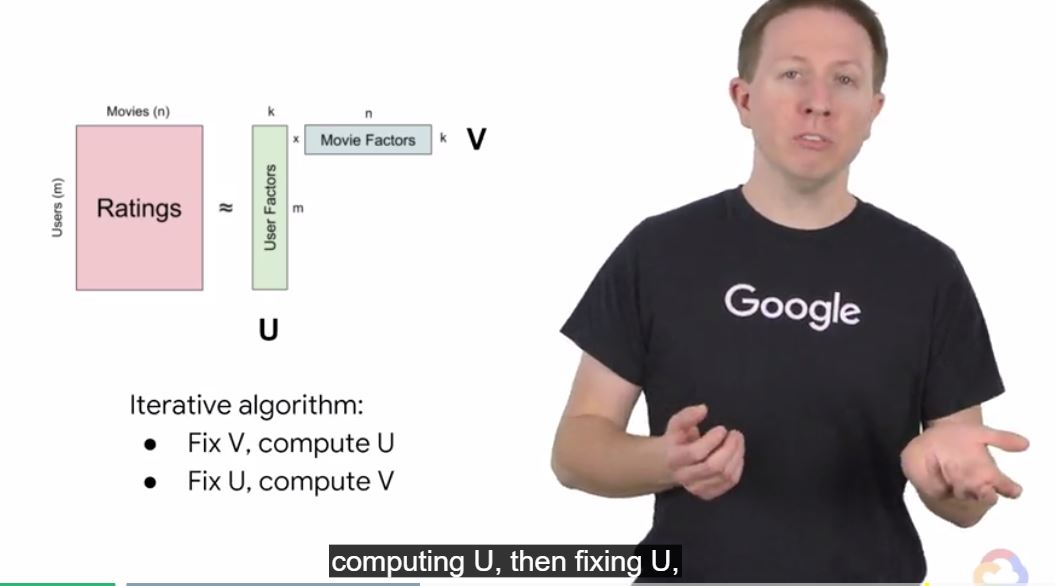 Movies (n)
k
n
x
Movie Factors
k
V
Users (m)
Ratings
≈
User Factors
m
U
Google
Iterative algorithm:
● Fix V, compute U
● Fix U, compute V
computing U, then fixing U,